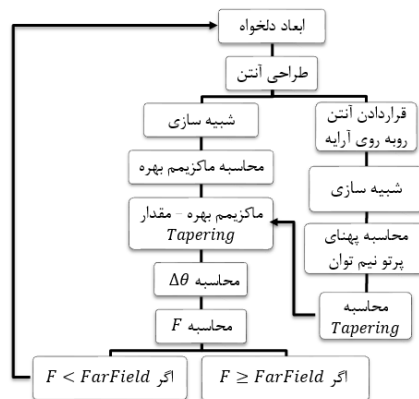 ابعاد دلخواه
طراحی آنتن
شبیه سازی
قراردادن آنتن
روبه روی آرایه
محاسبه ماکزیمم بهره
شبیه سازی
ماکزیمم بهره - مقدار
Tapering
محاسبه پهنای
پرتو نیم توان
محاسبه Δθ
محاسبه
Tapering
محاسبه F
اگر F ≥ FarField
اگر F < FarField